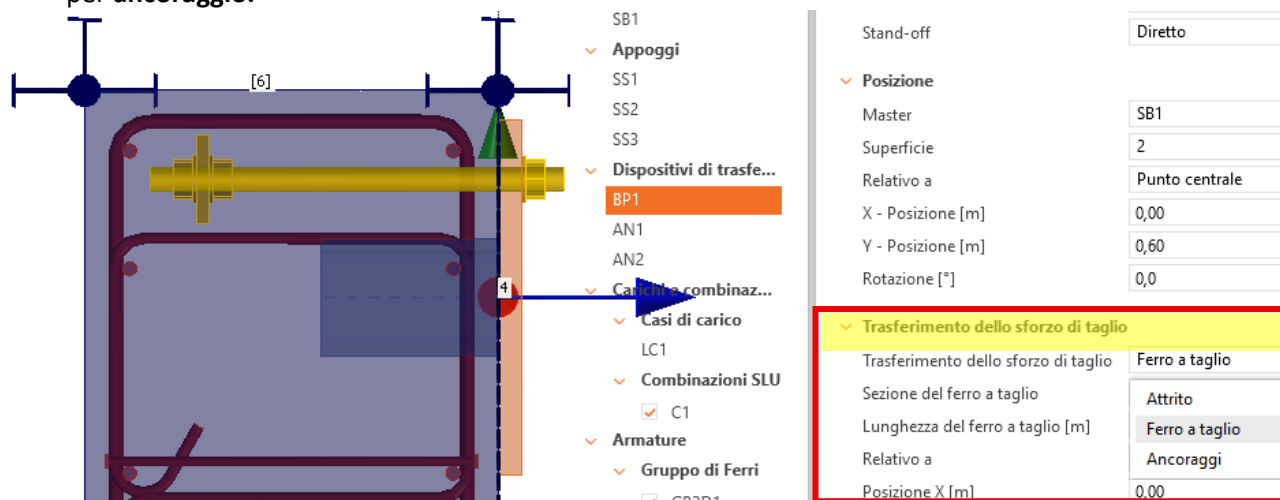 per ancoraggio.
[6]
4
SB1
Appoggi
SS1
SS2
SS3
Dispositivi di trasfe...
BP1
AN1
AN2
Carichi e combinaz...
Casi di carico
LC1
Combinazioni SLU
C1
Armature
Gruppo di Ferri
Stand-off Diretto
Posizione
Master SB1
Superficie 2
Relativo a Punto centrale
X - Posizione [m] 0,00
Y - Posizione [m] 0,60
Rotazione [°] 0,0
Trasferimento dello sforzo di taglio
Trasferimento dello sforzo di taglio Ferro a taglio
Sezione del ferro a taglio Attrito
Lunghezza del ferro a taglio [m] Ferro a taglio
Relativo a Ancoraggi
Posizione X [m] 0,00